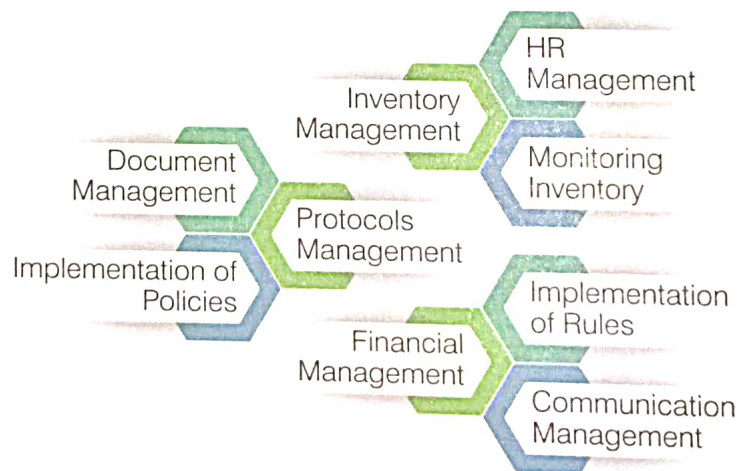 HR
Management
Inventory
Management
Monitoring
Inventory
Document
Management
Protocols
Management
Implementation of
Policies
Implementation
of Rules
Financial
Management
Communication
Management